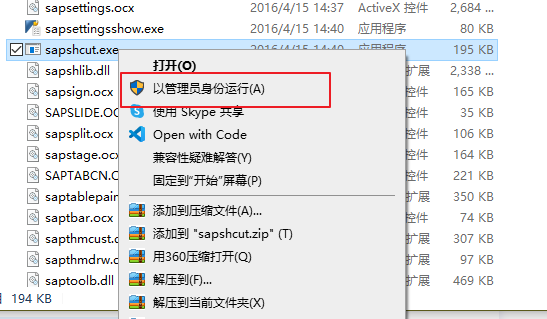 sapsettings.ocx 2016/4/15 14:37 ActiveX 控件 2,684 ...
sapsettingsshow.exe 2016/4/15 14:40 应用程序 80 KB
sapshcut.exe 2016/4/15 14:40 应用程序 195 KB
sapshlib.dll 扩展 2,338 ...
sapsign.ocx 控件 165 KB
SAPSLIDE.ocx 控件 35 KB
sapsplit.ocx 控件 106 KB
sapstage.ocx 控件 164 KB
SAPTABCN.ocx 控件 221 KB
saptablepain 扩展 350 KB
saptbar.ocx 控件 74 KB
sapthmcust.d 扩展 307 KB
sapthmdrw.d 扩展 97 KB
saptoolb.dll 扩展 469 KB
194 KB
打开(O)
以管理员身份运行(A)
使用 Skype 共享
Open with Code
兼容性疑难解答(Y)
固定到"开始"屏幕(P)
添加到压缩文件(A)...
添加到 "sapshcut.zip" (T)
用360压缩打开(Q)
解压到(F)...
解压到当前文件夹(X)